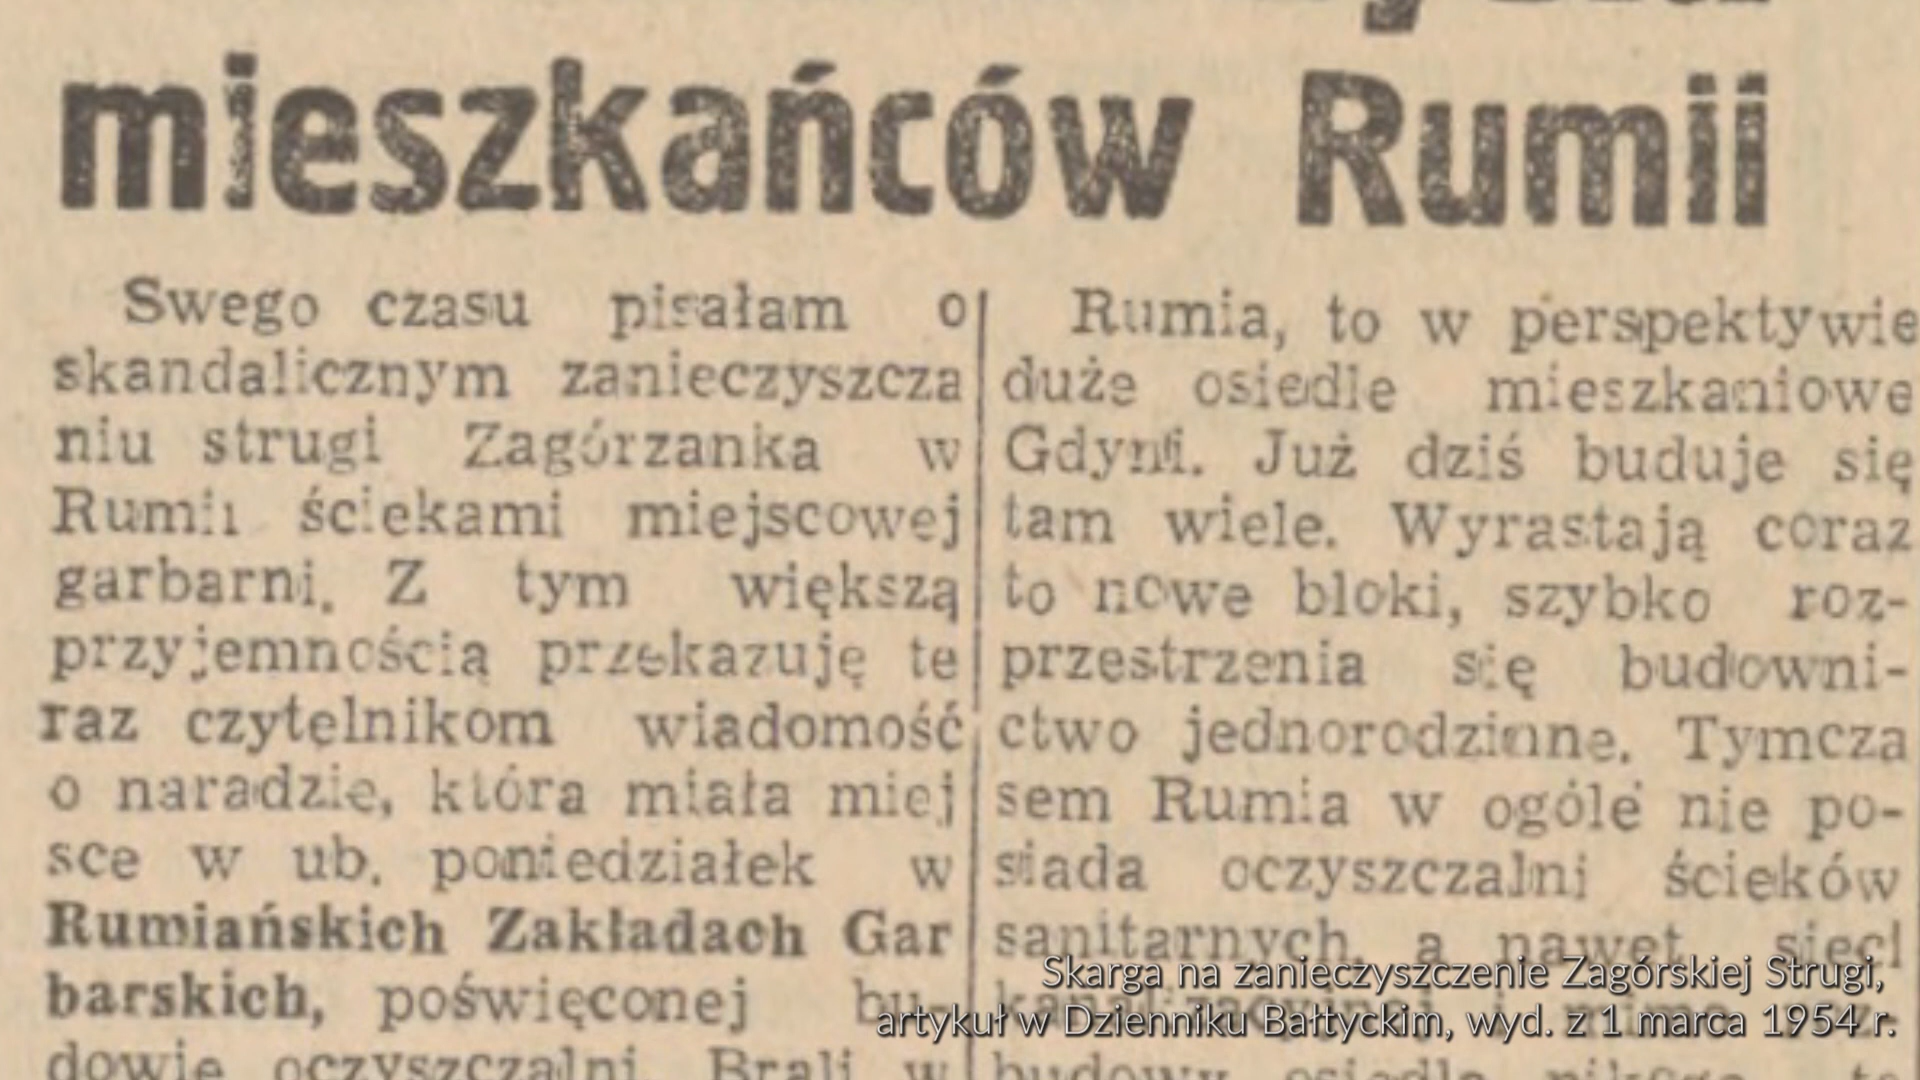 mieszkańców Rumii
Swego czasu pisałam o
skandalicznym zanieczyszcza
niu strugi Zagórzanka w
Rumii ściekami miejscowej
garbarni. Z tym większą
przyjemnością przekazuję te
raz czytelnikom wiadomość
o naradzie, która miała miej
sce w ub. poniedziałek w
Rumiańskich Zakładach Gar
barskich, poświęconej bu-
dowie oczyszczalni. Brali w
Rumia, to w perspektywie
duże osiedle mieszkaniowe
Gdyni. Już dziś buduje się
tam wiele. Wyrastają coraz
to nowe bloki, szybko roz-
przestrzenia się budowni-
ctwo jednorodzinne. Tymcza
sem Rumia w ogóle nie po-
siada oczyszczalni ścieków
sanitarnych, a nawet sieci
kanalizacyjnej i
budowy osiedla nikogo te
Skarga na zanieczyszczenie Zagórskiej Strugi,
artykuł w Dzienniku Bałtyckim, wyd. z 1 marca 1954 r.